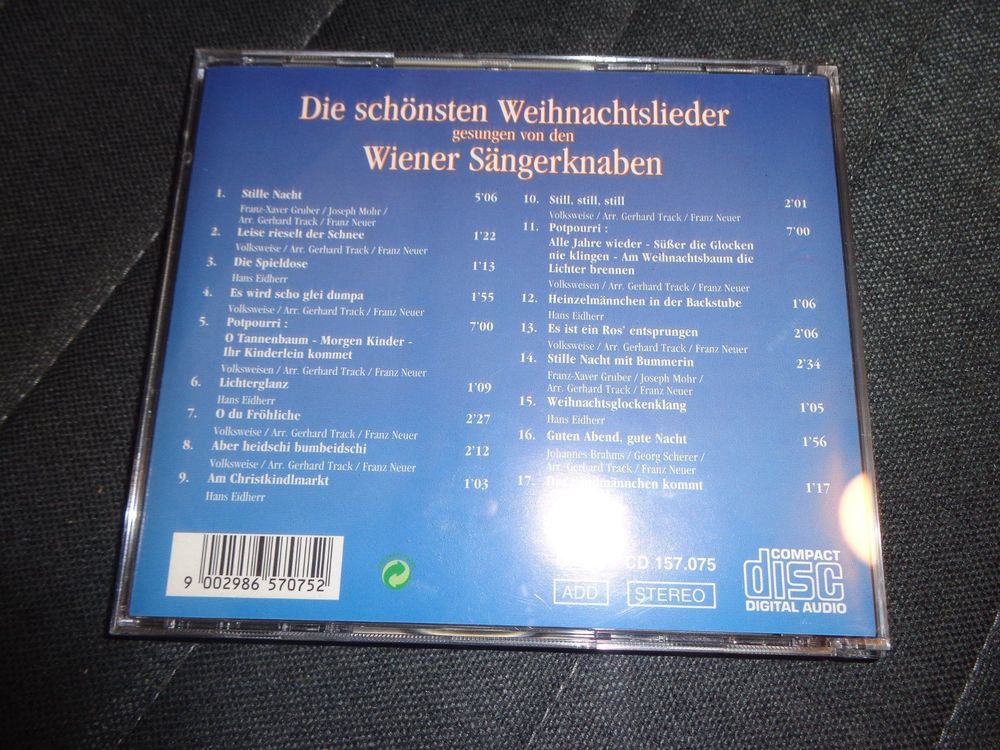 Die schönsten Weihnachtslieder
gesungen von den
Wiener Sängerknaben
1. Stille Nacht 5'06
Franz-Xaver Gruber / Joseph Mohr /
Arr. Gerhard Track / Franz Neuer
2. Leise rieselt der Schnee 1'22
Volksweise / Arr. Gerhard Track / Franz Neuer
3. Die Spieldose 1'13
Hans Eidherr
4. Es wird scho glei dumpa 1'55
Volksweise / Arr. Gerhard Track / Franz Neuer
5. Potpourri : 7'00
O Tannenbaum - Morgen Kinder -
Ihr Kinderlein kommet
Volksweisen / Arr. Gerhard Track / Franz Neuer
6. Lichterglanz 1'09
Hans Eidherr
7. O du Fröhliche 2'27
Volksweise / Arr. Gerhard Track / Franz Neuer
8. Aber heidschi bumbeidschi 2'12
Volksweise / Arr. Gerhard Track / Franz Neuer
9. Am Christkindlmarkt 1'03
Hans Eidherr
10. Still, still, still 2'01
Volksweise / Arr. Gerhard Track / Franz Neuer
11. Potpourri : 7'00
Alle Jahre wieder - Süßer die Glocken
nie klingen - Am Weihnachtsbaum die
Lichter brennen
Volksweisen / Arr. Gerhard Track / Franz Neuer
12. Heinzelmännchen in der Backstube 1'06
Hans Eidherr
13. Es ist ein Ros' entsprungen 2'06
Volksweise / Arr. Gerhard Track / Franz Neuer
14. Stille Nacht mit Bummerin 2'34
Franz-Xaver Gruber / Joseph Mohr /
Arr. Gerhard Track / Franz Neuer
15. Weihnachtsglockenklang 1'05
Hans Eidherr
16. Guten Abend, gute Nacht 1'56
Johannes Brahms / Georg Scherer /
Arr. Gerhard Track / Franz Neuer
17. kommt 1'17
9 002986 570752
CD 157.075
ADD STEREO
COMPACT
disc
DIGITAL AUDIO